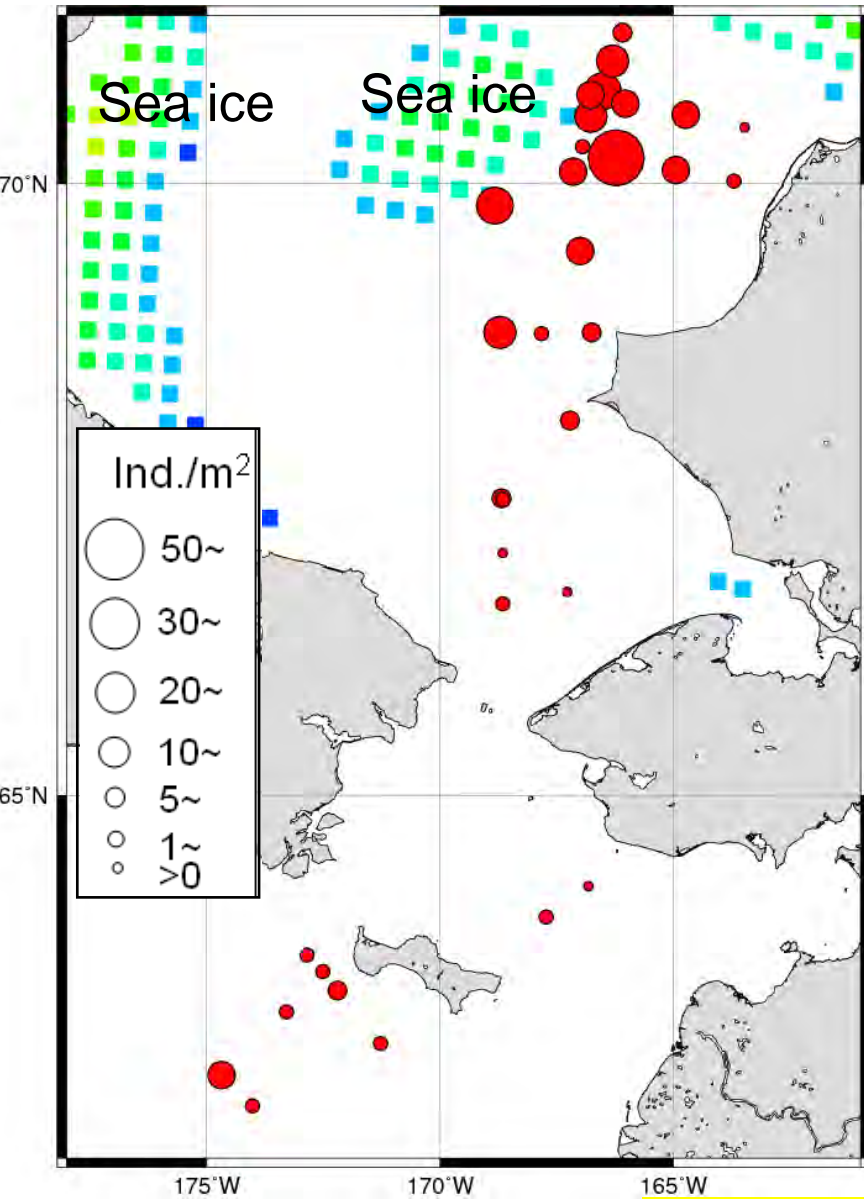 Sea ice
Sea ice
70°N
Ind./m²
50~
30~
20~
10~
5~
1~
>0
65°N
175°W
170°W
165°W